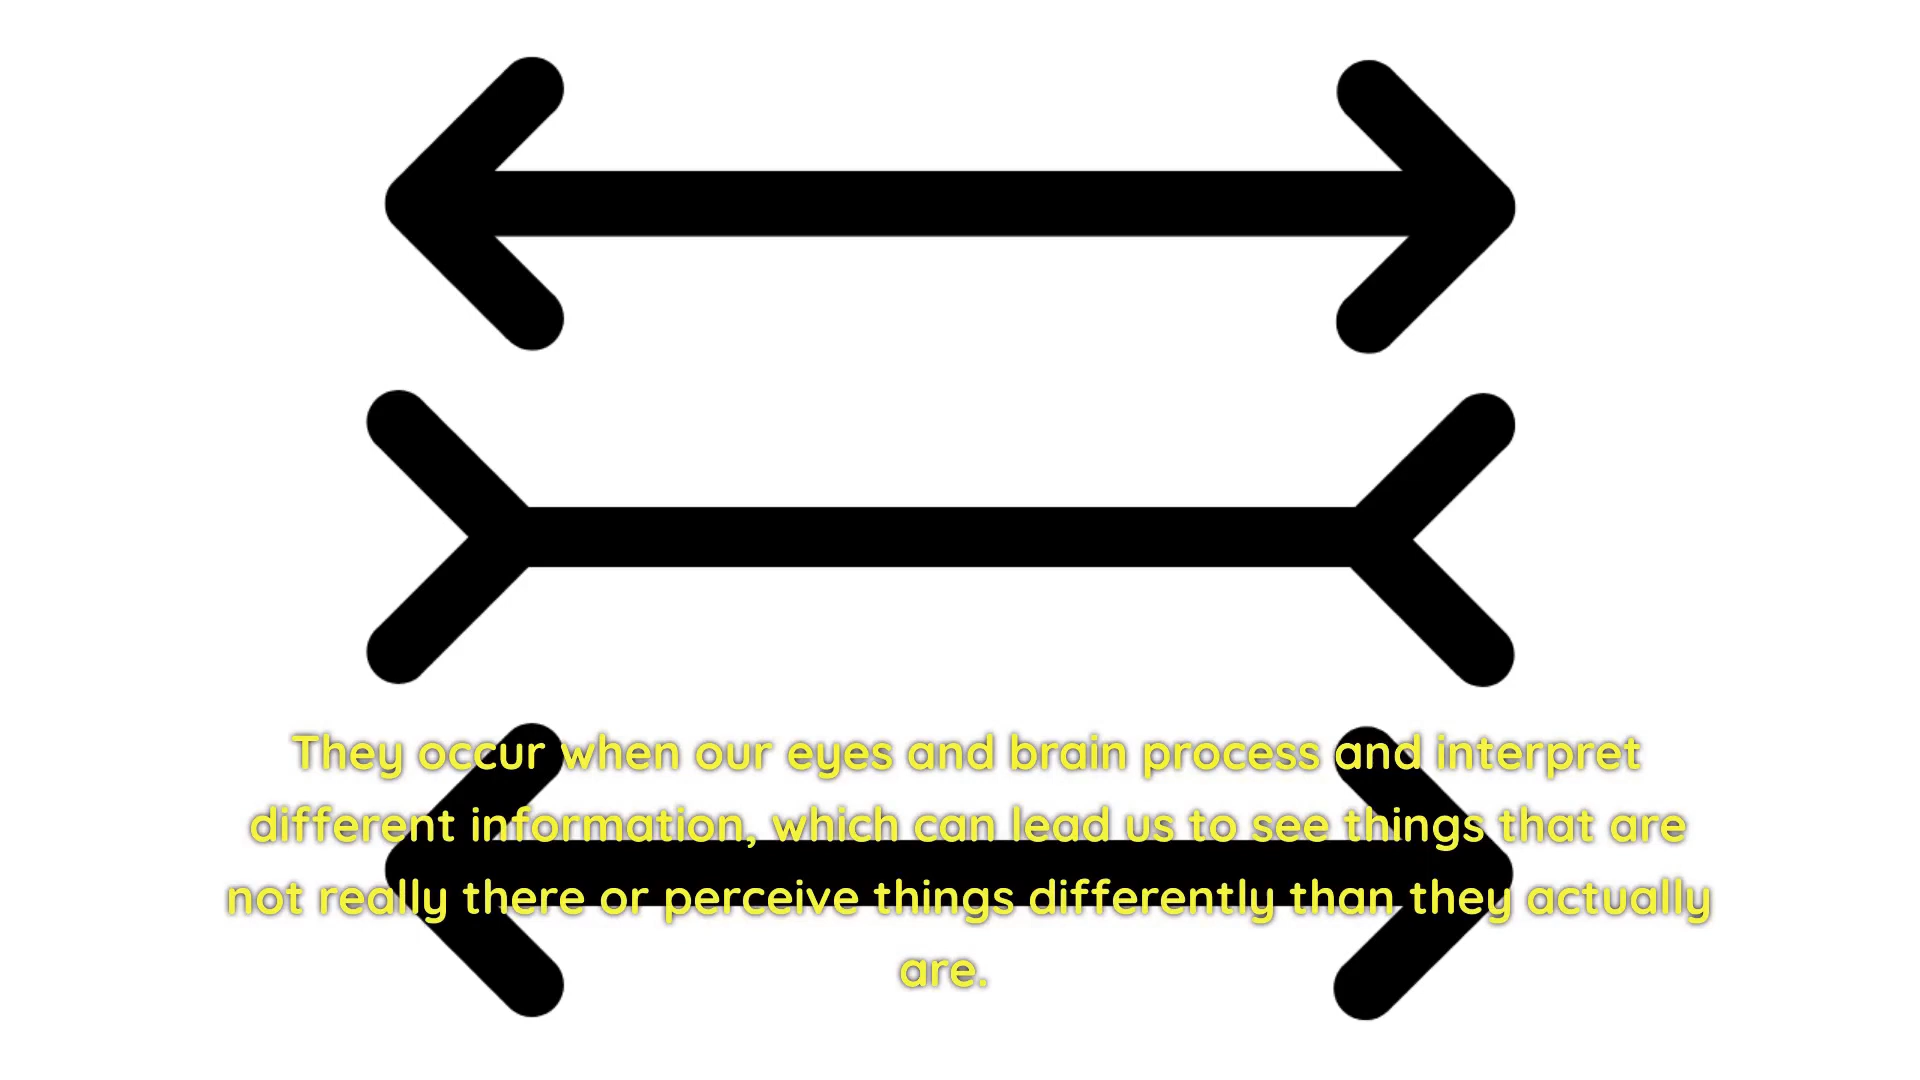 They occur when our eyes and brain process and interpret
different information, which can lead us to see things that are
not really there or perceive things differently than they actually
are.